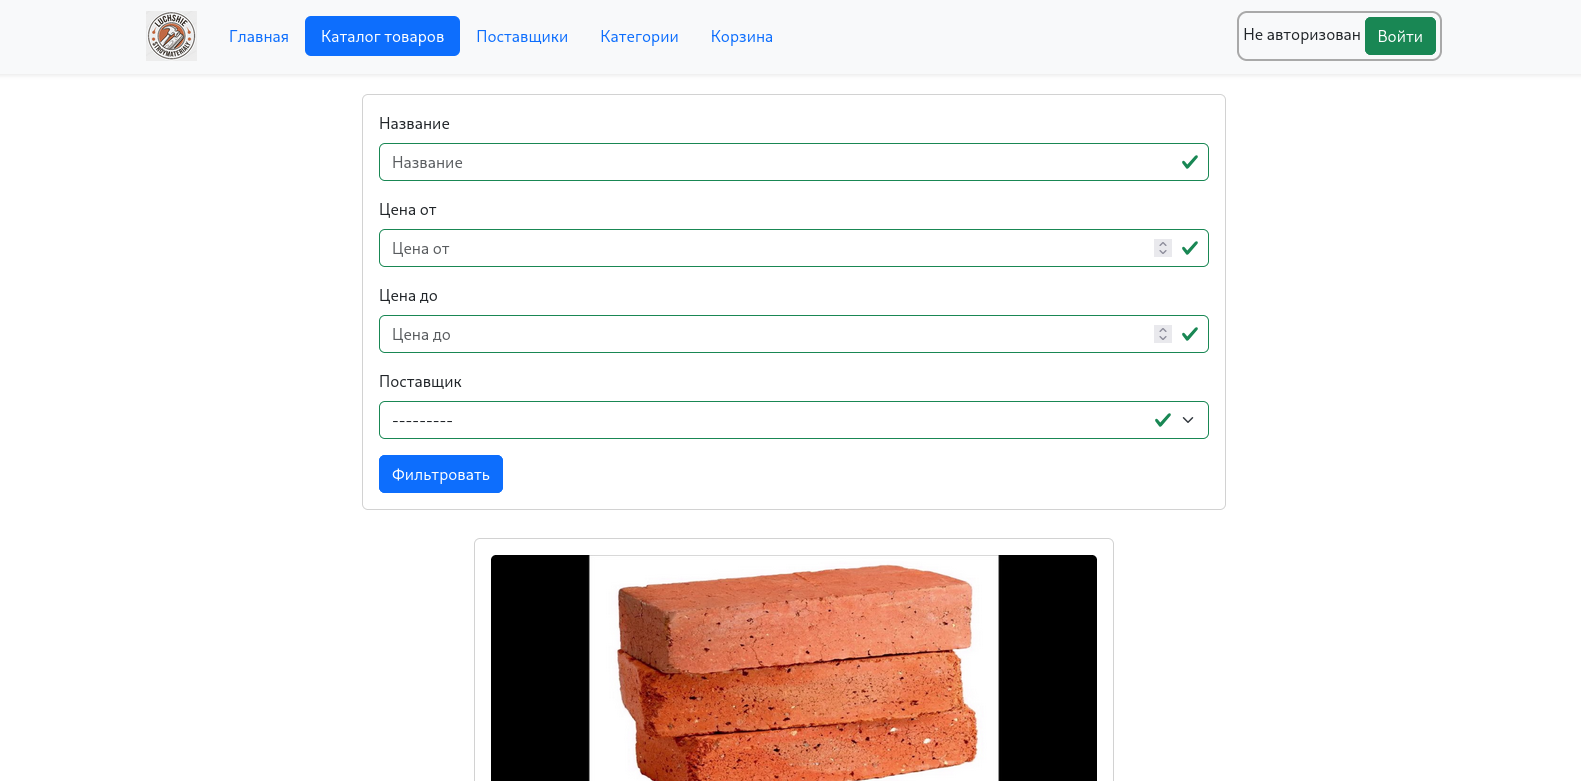 LUCHSHIE
STROYMATERIALY
Главная
Каталог товаров
Поставщики
Категории
Корзина
Не авторизован
Войти
Название
Название
Цена от
Цена от
Цена до
Цена до
Поставщик
---------
Фильтровать